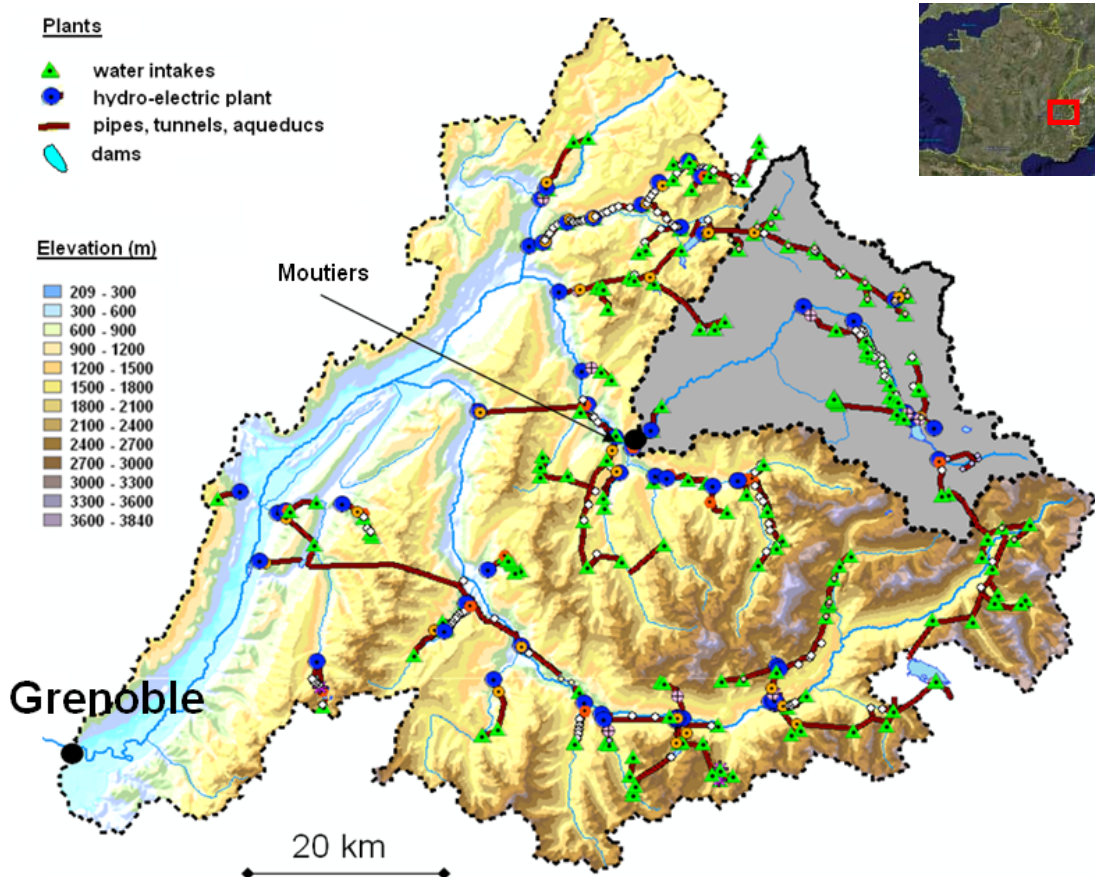 Plants
water intakes
hydro-electric plant
pipes, tunnels, aqueducs
dams
Elevation (m)
209 - 300
300 - 600
600 - 900
900 - 1200
1200 - 1500
1500 - 1800
1800 - 2100
2100 - 2400
2400 - 2700
2700 - 3000
3000 - 3300
3300 - 3600
3600 - 3840
Moutiers
Grenoble
20 km